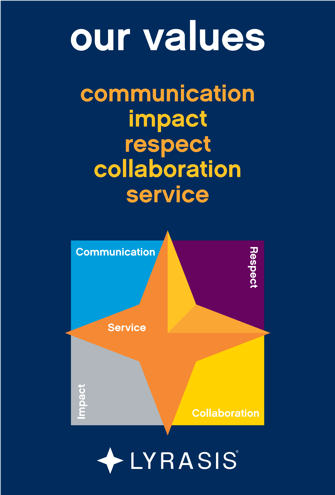 our values
communication
impact
respect
collaboration
service
Communication
Respect
Service
Impact
Collaboration
LYRASIS